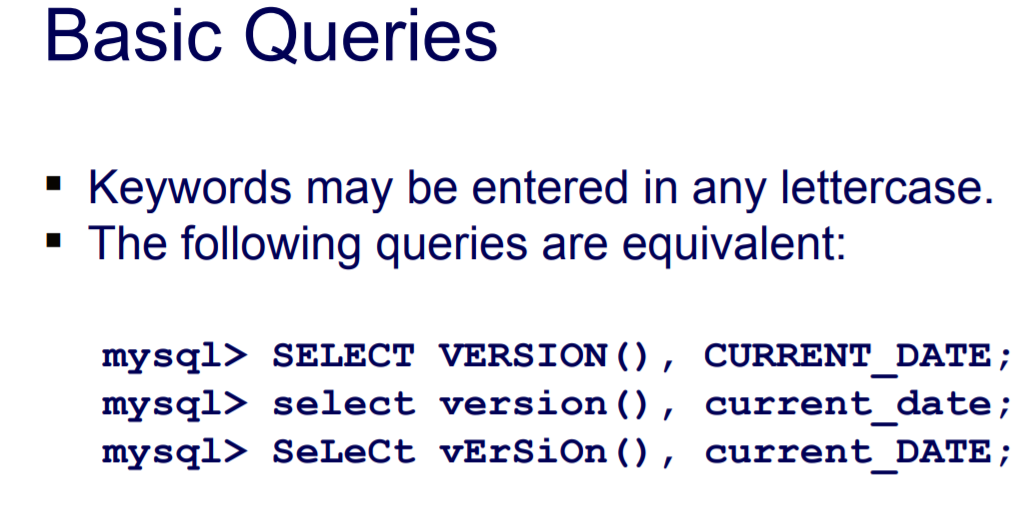 Basic Queries
▪ Keywords may be entered in any lettercase.
▪ The following queries are equivalent:
mysql> SELECT VERSION(), CURRENT_DATE;
mysql> select version(), current_date;
mysql> SeLeCt vErSiOn(), current_DATE;